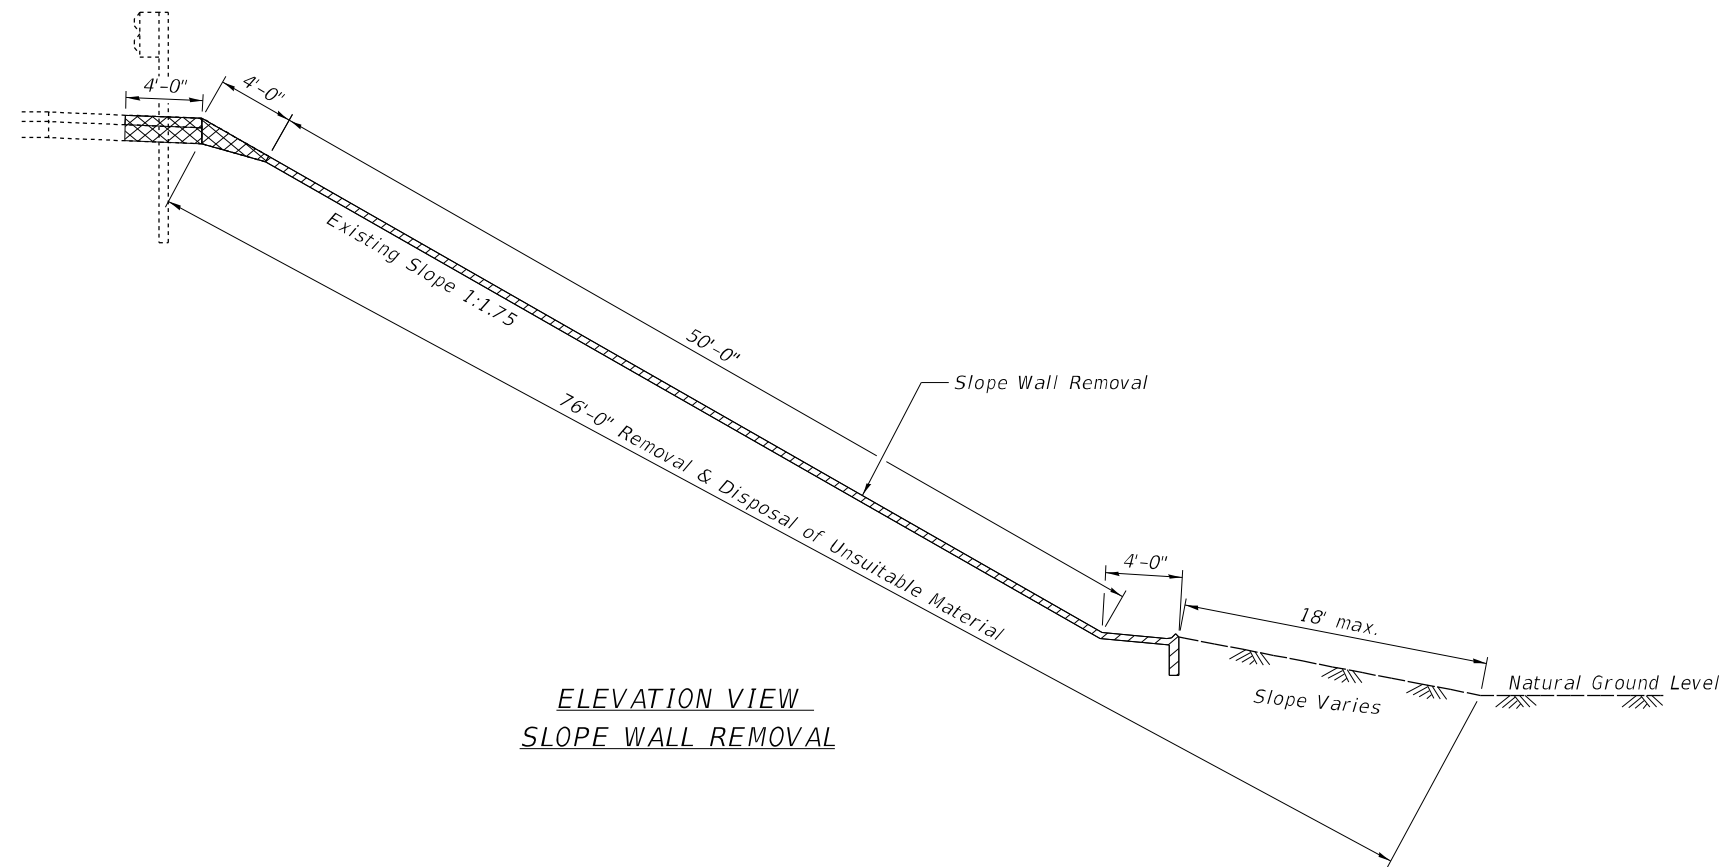 4'-0"
4'-0"
Existing Slope 1:1.75
50'-0"
Slope Wall Removal
76'-0" Removal & Disposal of Unsuitable Material
4'-0"
18' max.
Natural Ground Level
Slope Varies
ELEVATION VIEW
SLOPE WALL REMOVAL